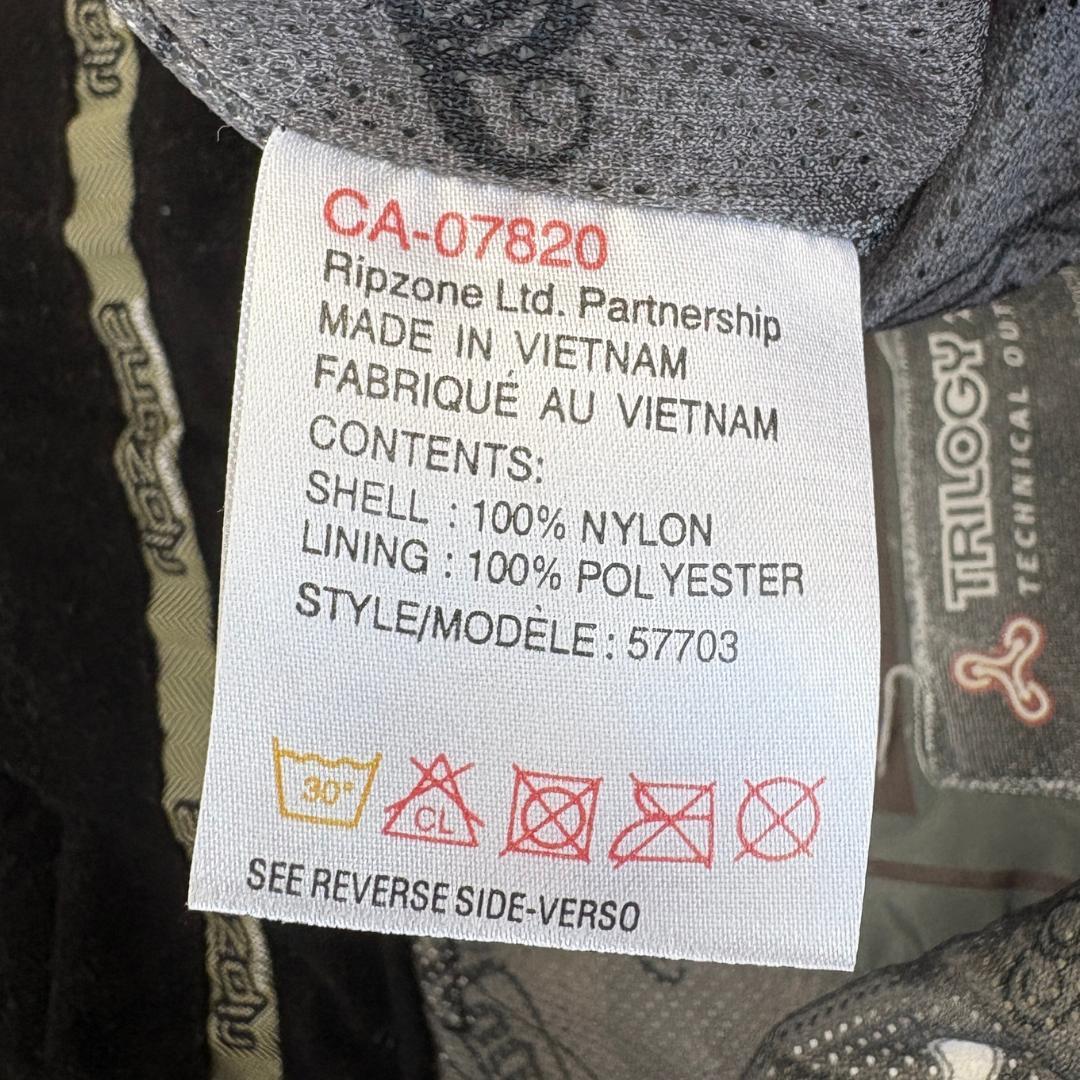 CA-07820
Ripzone Ltd. Partnership
MADE IN VIETNAM
FABRIQUÉ AU VIETNAM
CONTENTS:
SHELL : 100% NYLON
LINING : 100% POLYESTER
STYLE/MODÈLE : 57703
30°
CL
SEE REVERSE SIDE-VERSO
TRILOGY
TECHNICAL